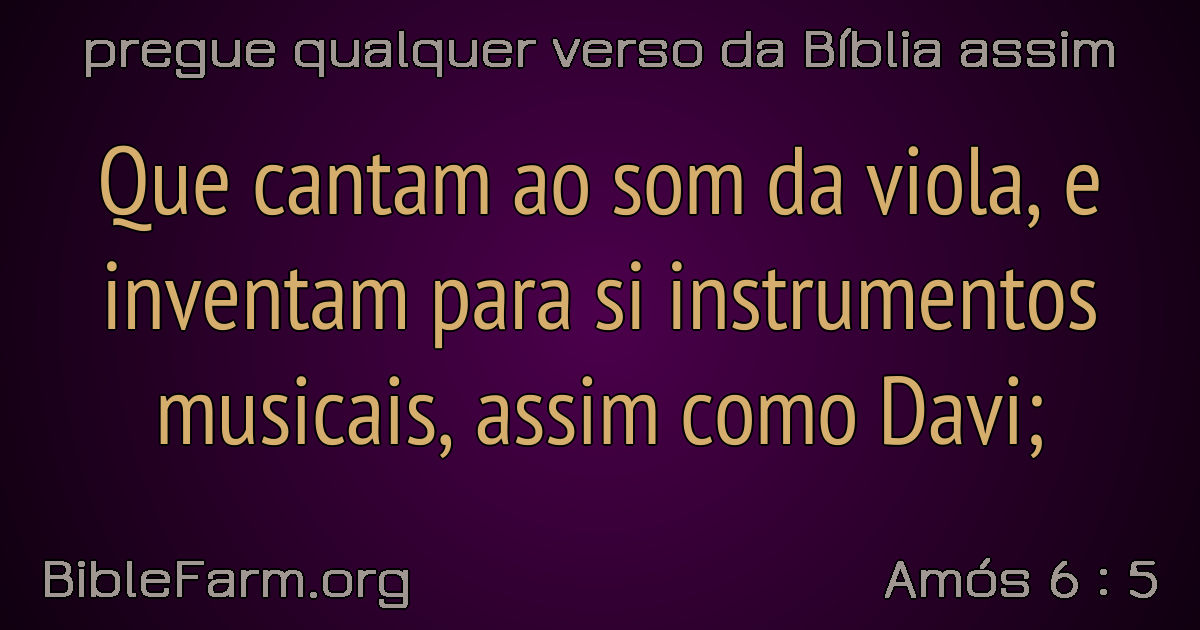 pregue qualquer verso da Bíblia assim
Que cantam ao som da viola, e
inventam para si instrumentos
musicais, assim como Davi;
BibleFarm.org
Amós 6 : 5